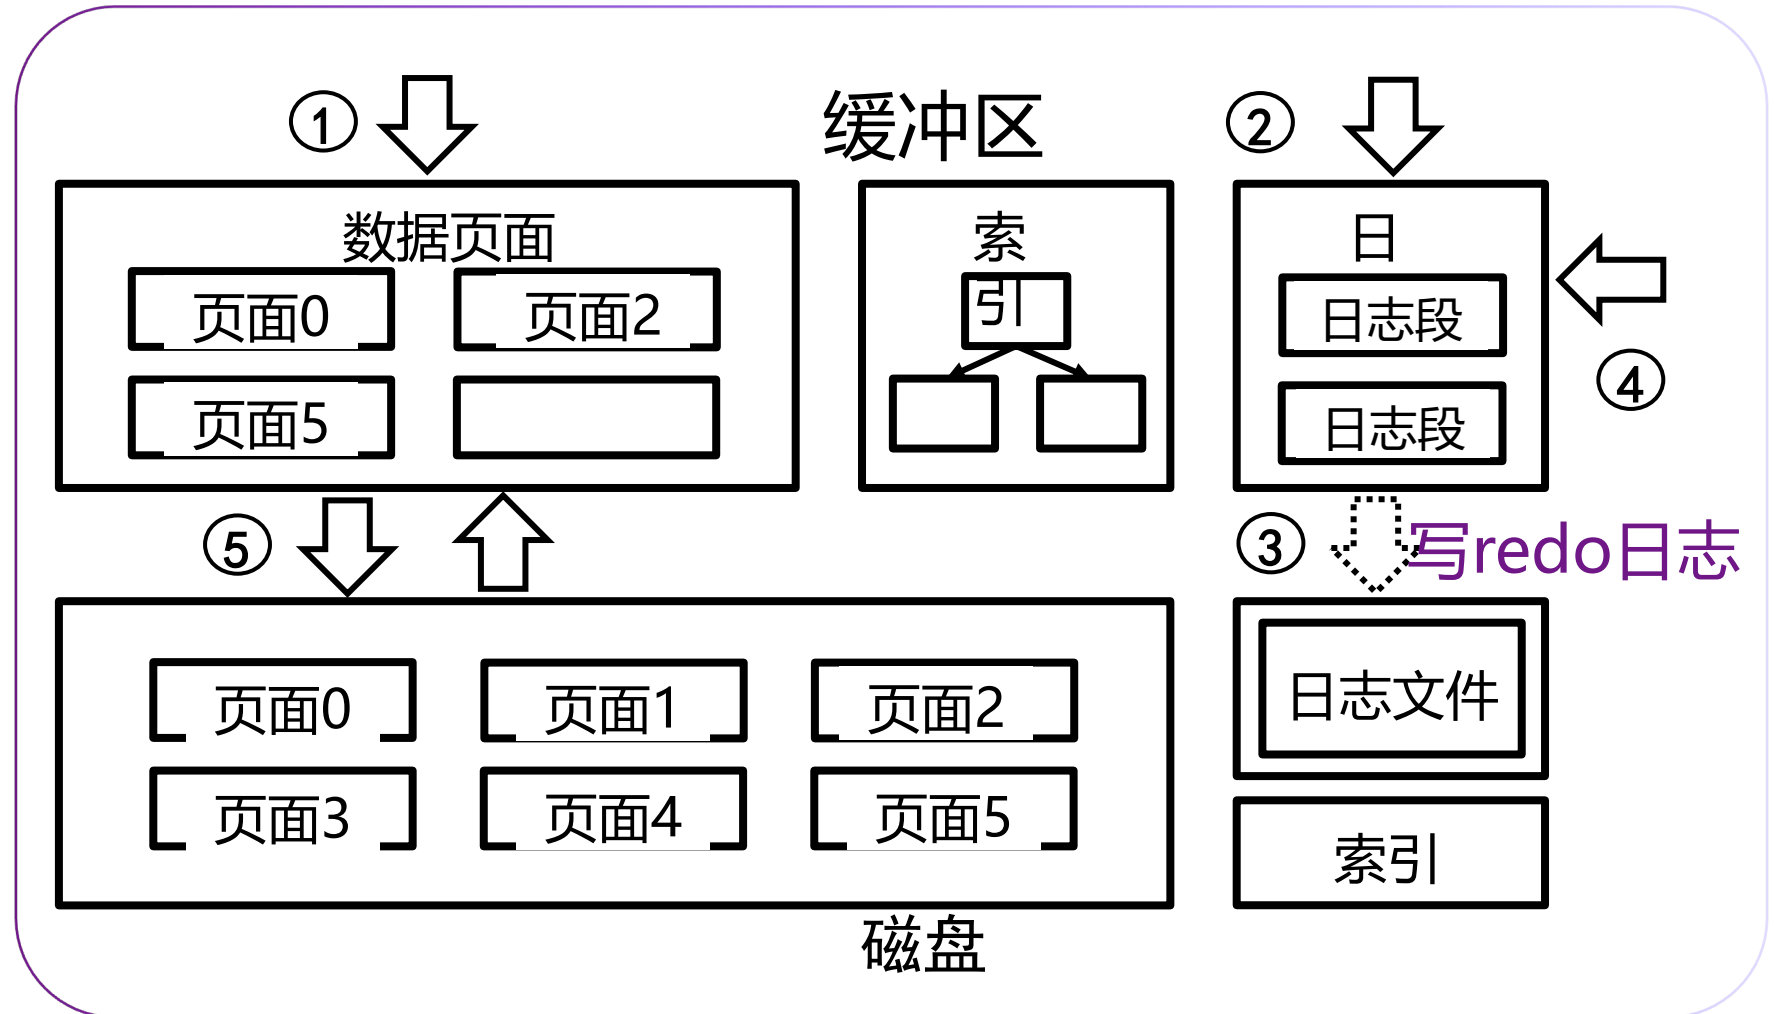 ①
缓冲区
②
数据页面
索
引
日
页面0
页面2
日志段
页面5
日志段
④
⑤
③
写redo日志
页面0
页面1
页面2
日志文件
页面3
页面4
页面5
索引
磁盘